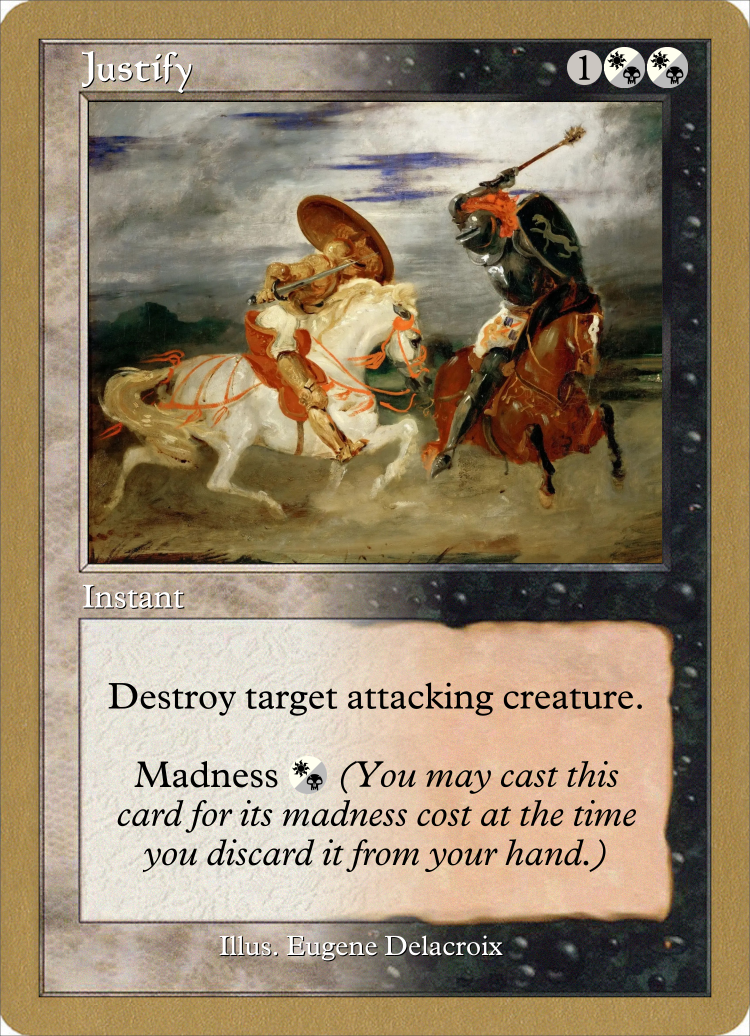 Justify
1
Instant
Destroy target attacking creature.
Madness (You may cast this
card for its madness cost at the time
you discard it from your hand.)
Illus. Eugene Delacroix